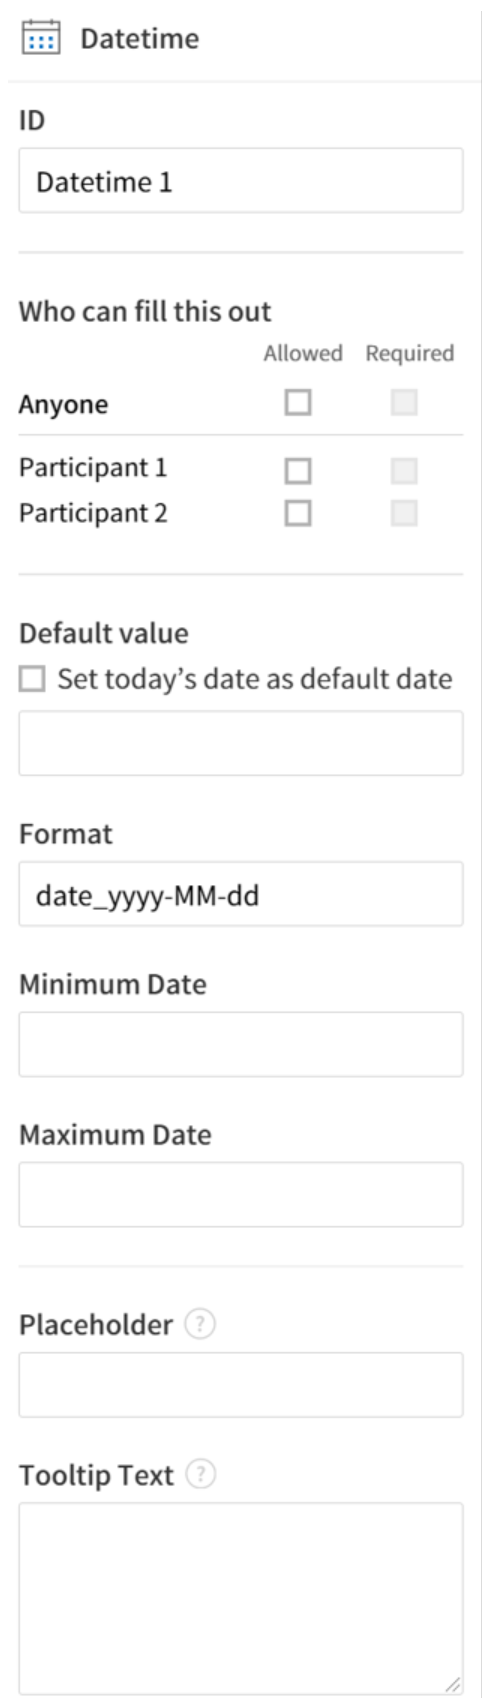 Datetime
ID
Datetime 1
Who can fill this out
Allowed Required
Anyone
Participant 1
Participant 2
Default value
Set today’s date as default date
Format
date_yyyy-MM-dd
Minimum Date
Maximum Date
Placeholder ?
Tooltip Text ?